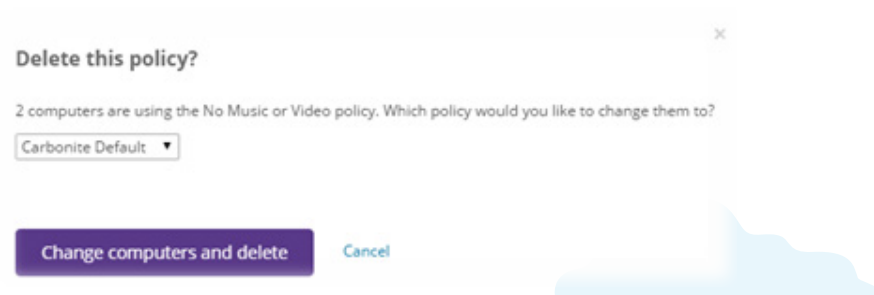 Delete this policy?
2 computers are using the No Music or Video policy. Which policy would you like to change them to?
Carbonite Default
Change computers and delete
Cancel